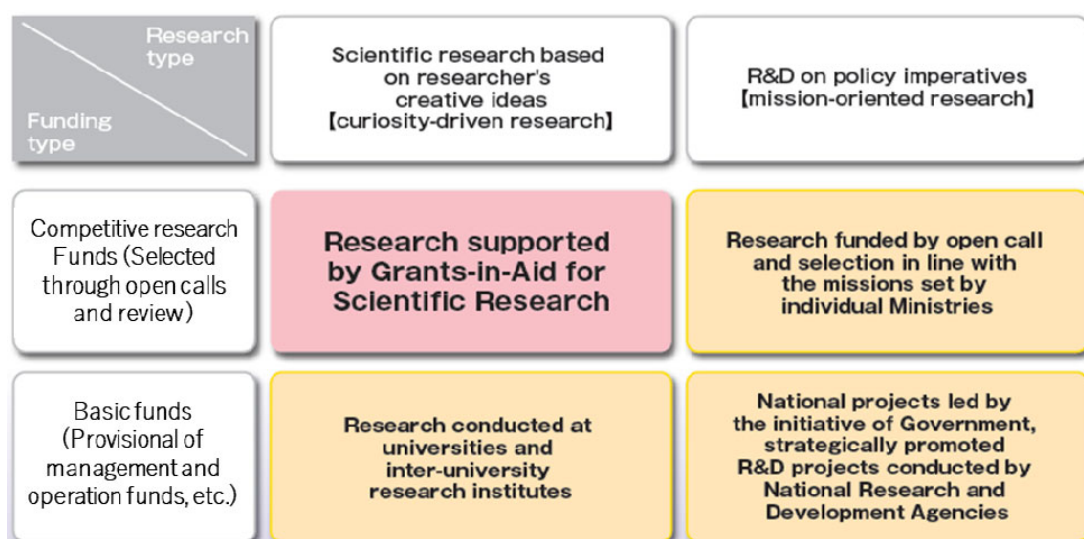 Research
type
Funding
type
Scientific research based
on researcher's
creative ideas
【curiosity-driven research】
R&D on policy imperatives
【mission-oriented research】
Competitive research
Funds (Selected
through open calls
and review)
Research supported
by Grants-in-Aid for
Scientific Research
Research funded by open call
and selection in line with
the missions set by
individual Ministries
Basic funds
(Provisional of
management and
operation funds, etc.)
Research conducted at
universities and
inter-university
research institutes
National projects led by
the initiative of Government,
strategically promoted
R&D projects conducted by
National Research and
Development Agencies